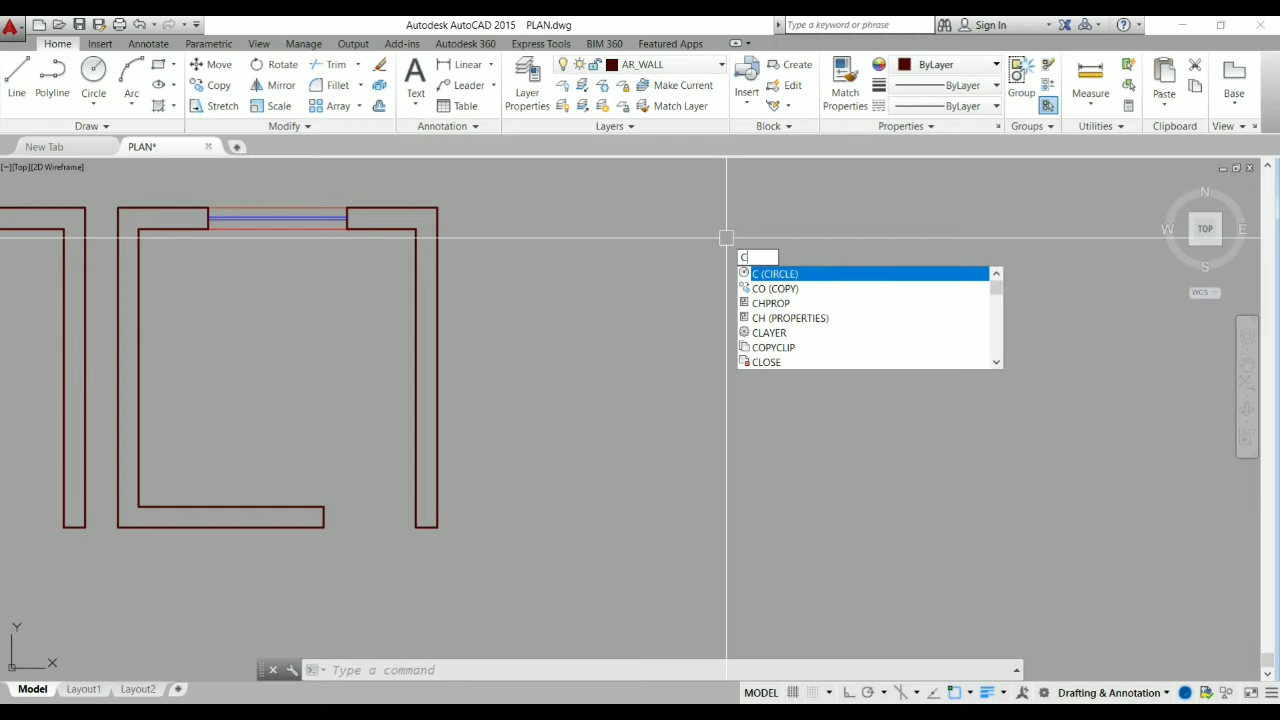 Autodesk AutoCAD 2015 PLAN.dwg
Type a keyword or phrase
Sign In
Home Insert Annotate Parametric View Manage Output Add-ins Autodesk 360 Express Tools BIM 360 Featured Apps
Line
Polyline
Circle
Arc
Draw
Move
Rotate
Trim
Copy
Mirror
Fillet
Stretch
Scale
Array
Modify
Text
Linear
Leader
Table
Annotation
Layer
Properties
AR_WALL
Make Current
Match Layer
Layers
Insert
Create
Edit
Block
Match
Properties
ByLayer
ByLayer
ByLayer
Properties
Group
Groups
Measure
Utilities
Paste
Clipboard
Base
View
New Tab
PLAN*
[−][Top][2D Wireframe]
N
W
TOP
E
S
WCS
C
C (CIRCLE)
CO (COPY)
CHPROP
CH (PROPERTIES)
CLAYER
COPYCLIP
CLOSE
Y
X
Type a command
Model Layout1 Layout2
MODEL
Drafting & Annotation